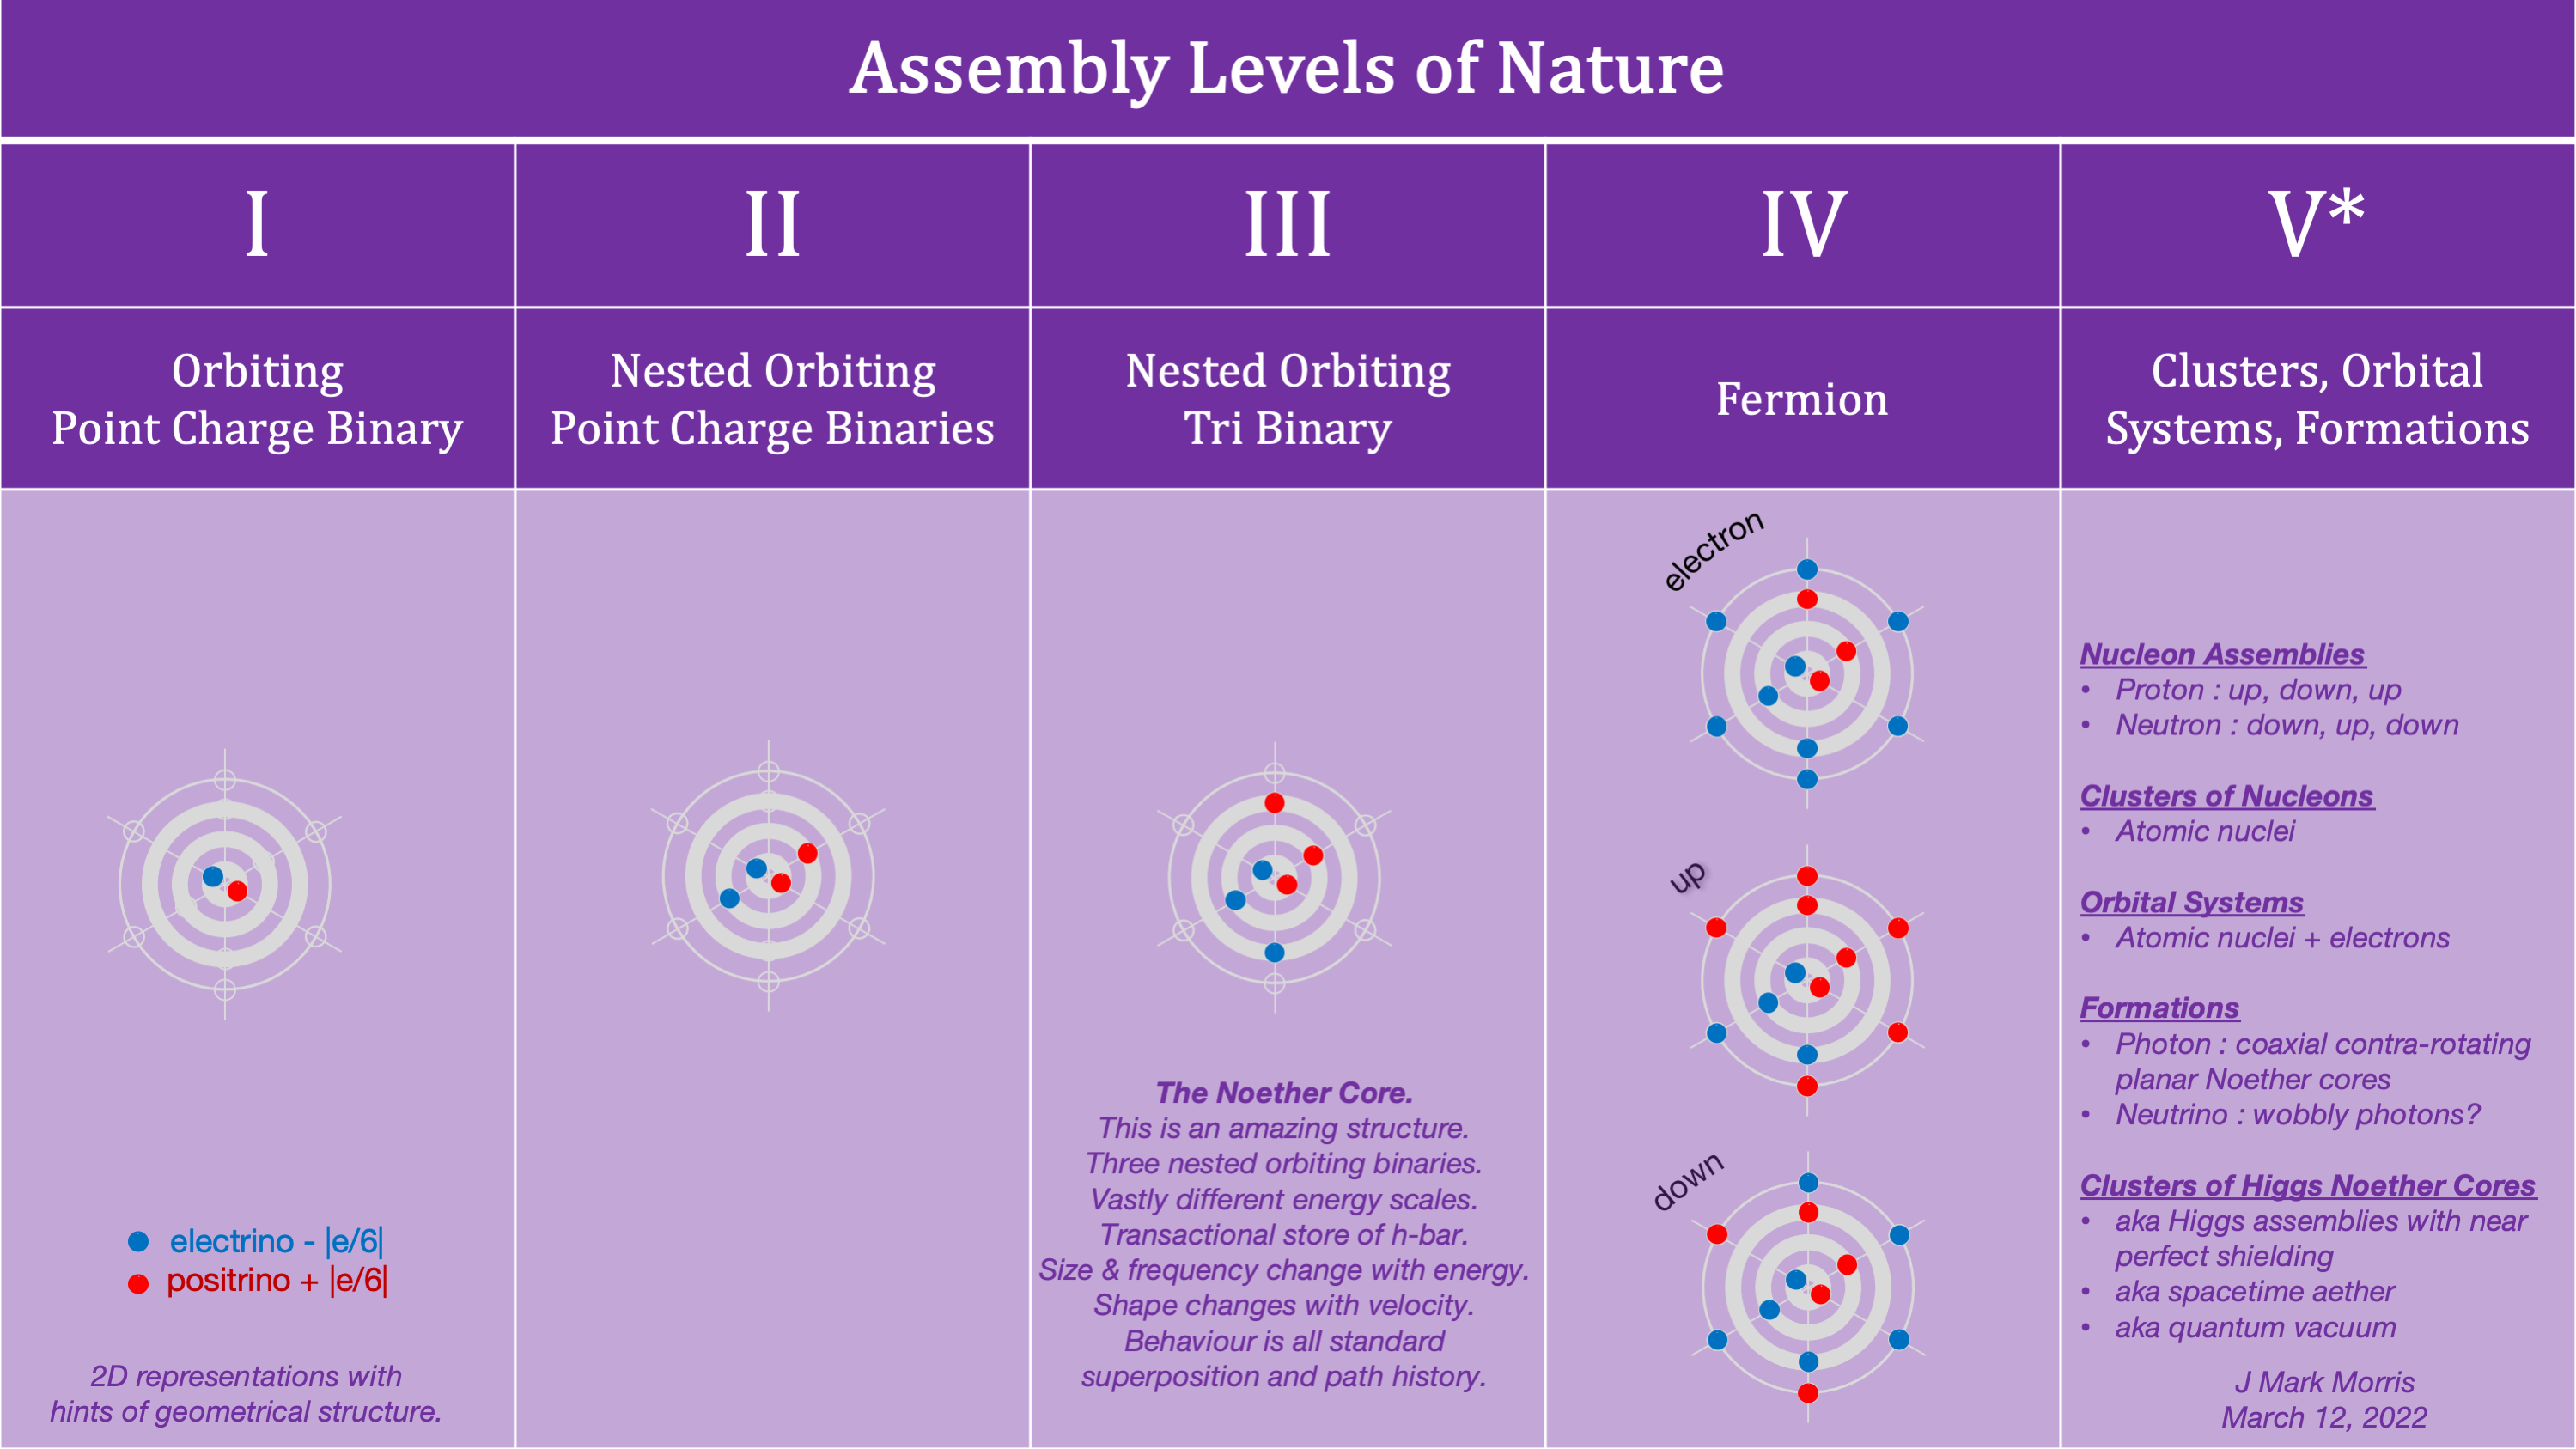 Assembly Levels of Nature
I
II
III
IV
V*
Orbiting
Point Charge Binary
Nested Orbiting
Point Charge Binaries
Nested Orbiting
Tri Binary
Fermion
Clusters, Orbital
Systems, Formations
electrino - |e/6|
positrino + |e/6|
2D representations with
hints of geometrical structure.
The Noether Core.
This is an amazing structure.
Three nested orbiting binaries.
Vastly different energy scales.
Transactional store of h-bar.
Size & frequency change with energy.
Shape changes with velocity.
Behaviour is all standard
superposition and path history.
electron
up
down
Nucleon Assemblies
• Proton : up, down, up
• Neutron : down, up, down
Clusters of Nucleons
• Atomic nuclei
Orbital Systems
• Atomic nuclei + electrons
Formations
• Photon : coaxial contra-rotating
planar Noether cores
• Neutrino : wobbly photons?
Clusters of Higgs Noether Cores
• aka Higgs assemblies with near
perfect shielding
• aka spacetime aether
• aka quantum vacuum
J Mark Morris
March 12, 2022